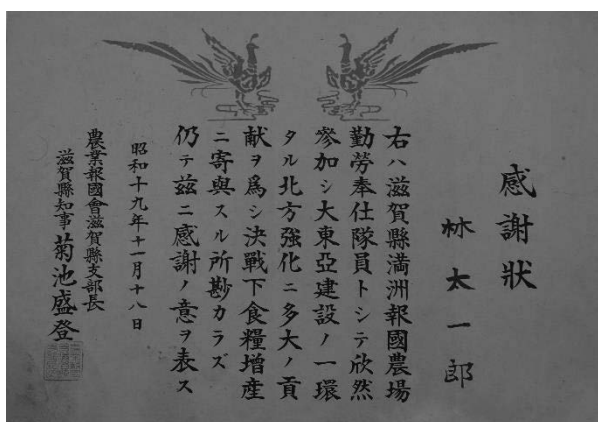 感謝狀
林太一郎
右ハ滋賀縣満洲報國農場
勤勞奉仕隊員トシテ欣然
參加シ大東亞建設ノ一環
タル北方強化ニ多大ノ貢
献ヲ爲シ決戰下食糧增産
ニ寄與スル所尠カラズ
仍テ茲ニ感謝ノ意ヲ表ス
昭和十九年十一月十八日
農業報國會滋賀縣支部長
滋賀縣知事菊池盛登